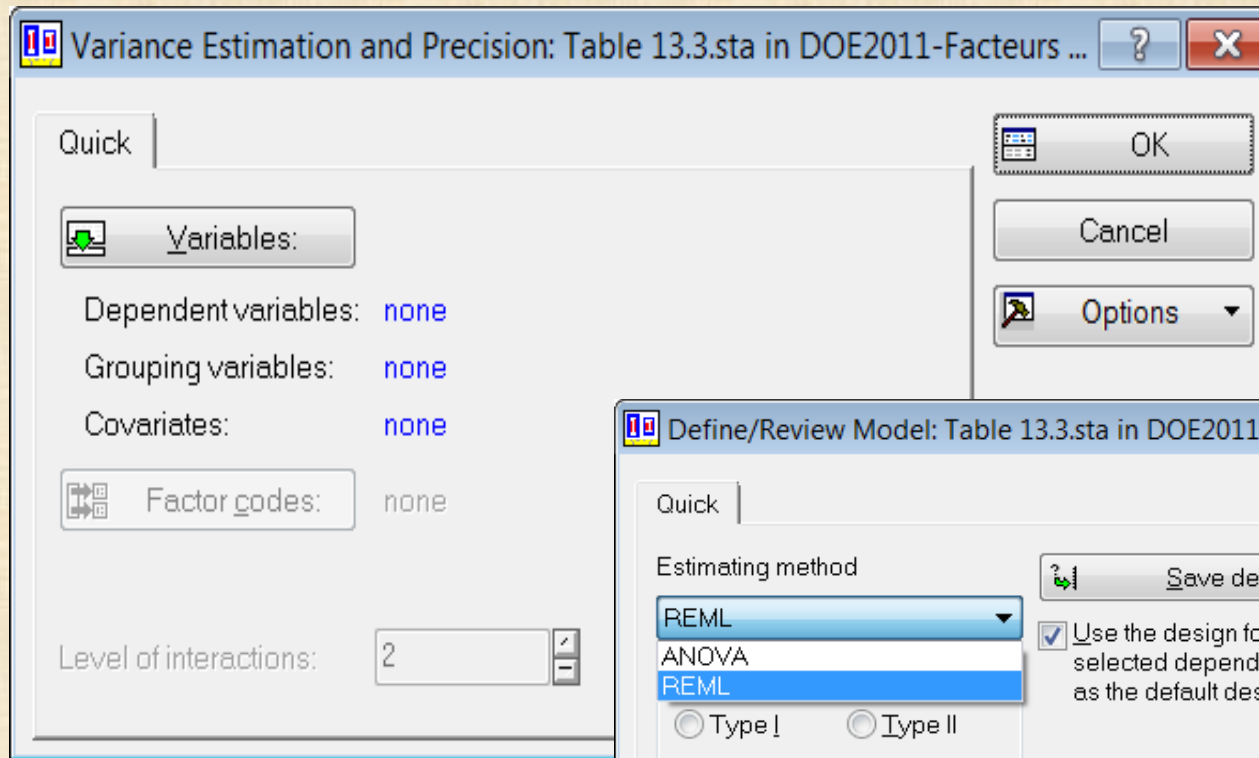 Variance Estimation and Precision: Table 13.3.sta in DOE2011-Facteurs ...
Quick
OK
Variables:
Cancel
Dependent variables: none
Options
Grouping variables: none
Covariates: none
Factor codes: none
Level of interactions: 2
Define/Review Model: Table 13.3.sta in DOE2011
Quick
Estimating method
Save de
REML
Use the design fo
ANOVA
selected depend
REML
as the default des
Type I Type II